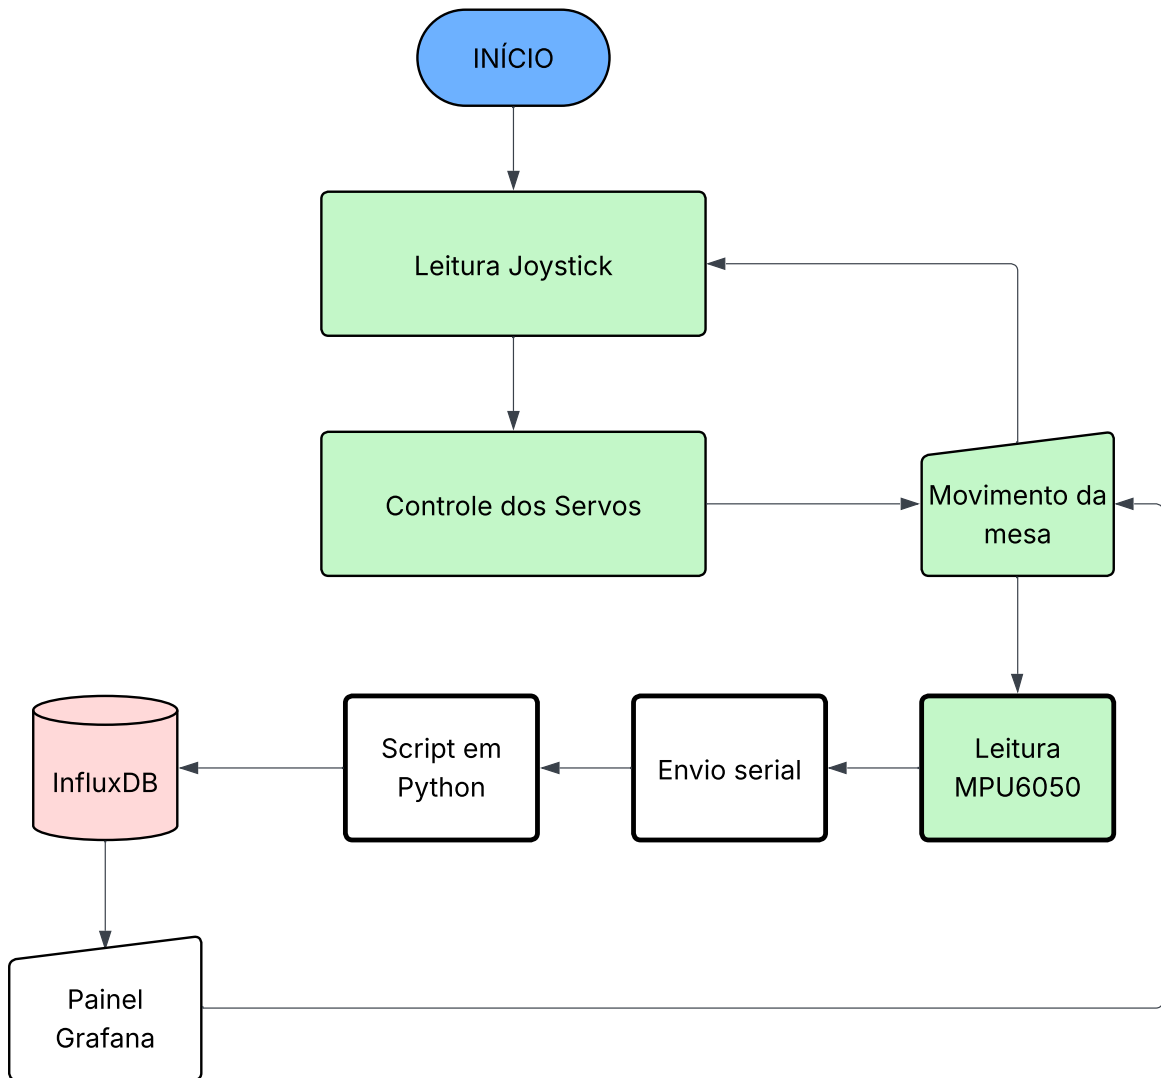 INÍCIO
Leitura Joystick
Controle dos Servos
Movimento da
mesa
Leitura
MPU6050
Envio serial
Script em
Python
InfluxDB
Painel
Grafana